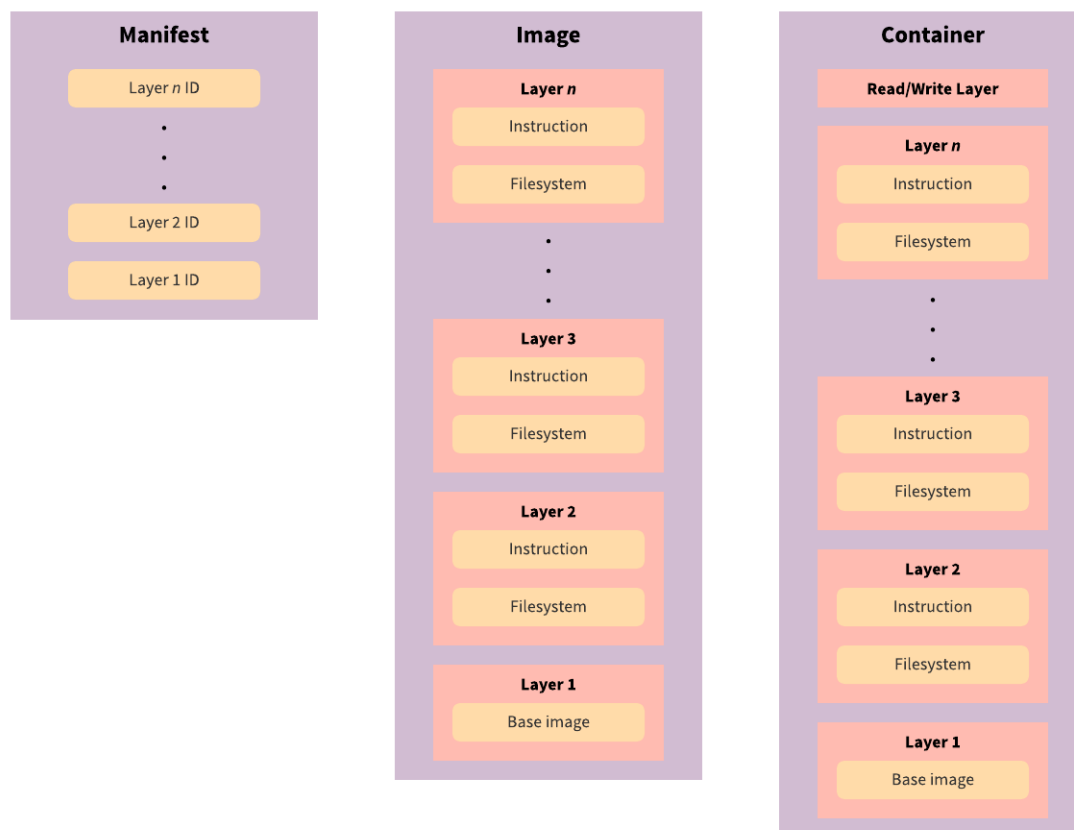 Manifest
Layer n ID
Layer 2 ID
Layer 1 ID
Image
Layer n
Instruction
Filesystem
Layer 3
Instruction
Filesystem
Layer 2
Instruction
Filesystem
Layer 1
Base image
Container
Read/Write Layer
Layer n
Instruction
Filesystem
Layer 3
Instruction
Filesystem
Layer 2
Instruction
Filesystem
Layer 1
Base image